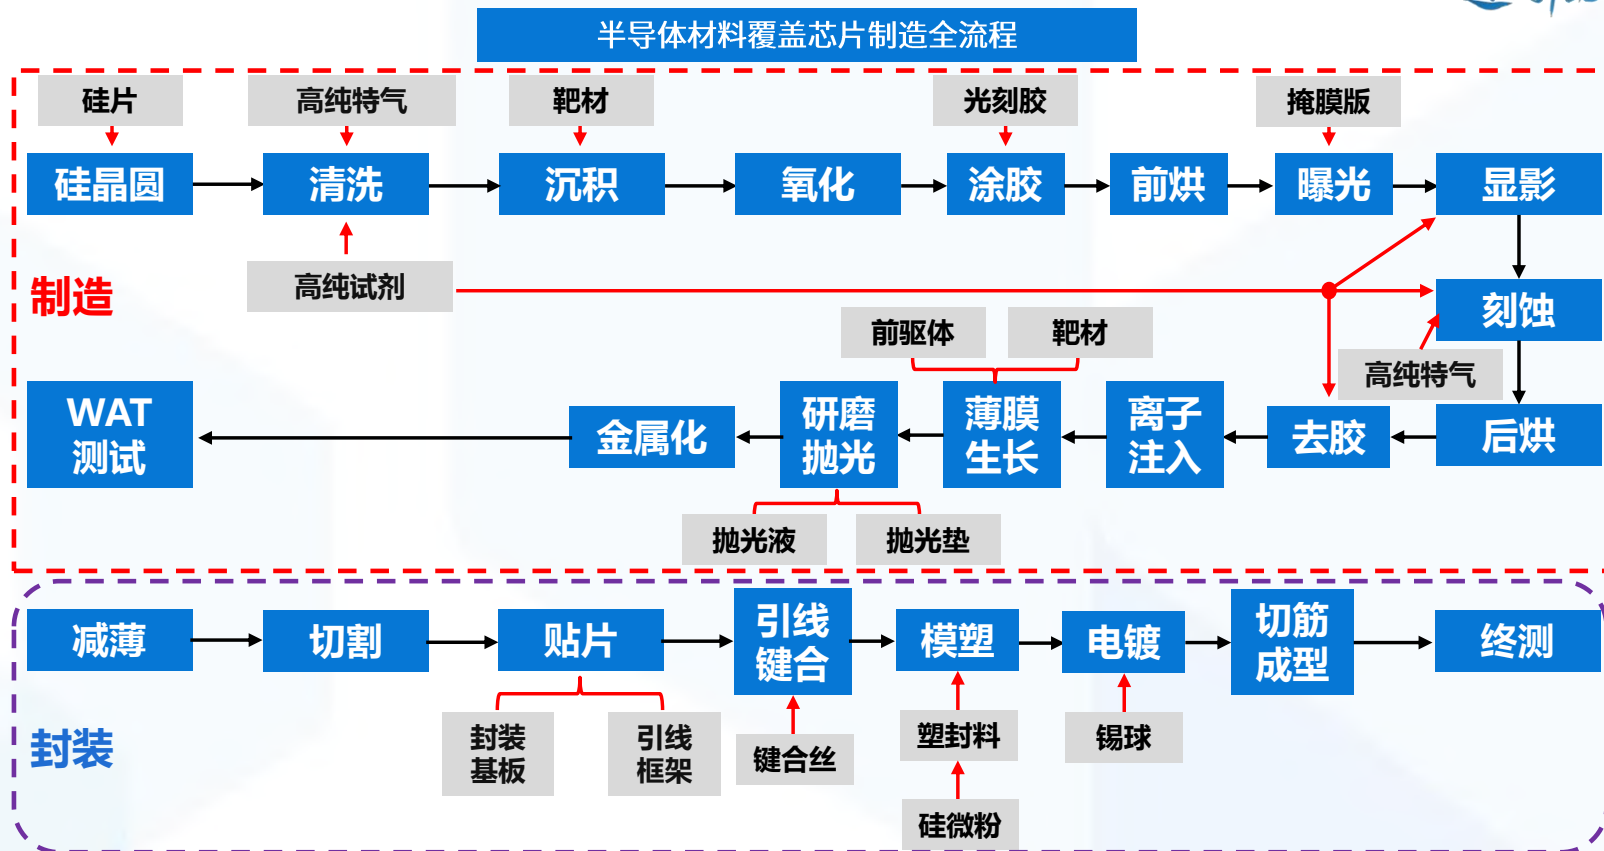 半导体材料覆盖芯片制造全流程
硅片
高纯特气
靶材
光刻胶
掩膜版
硅晶圆
清洗
沉积
氧化
涂胶
前烘
曝光
显影
制造
高纯试剂
刻蚀
前驱体
靶材
高纯特气
WAT
测试
金属化
研磨
抛光
薄膜
生长
离子
注入
去胶
后烘
抛光液
抛光垫
减薄
切割
贴片
引线
键合
模塑
电镀
切筋
成型
终测
封装
封装
基板
引线
框架
键合丝
塑封料
锡球
硅微粉